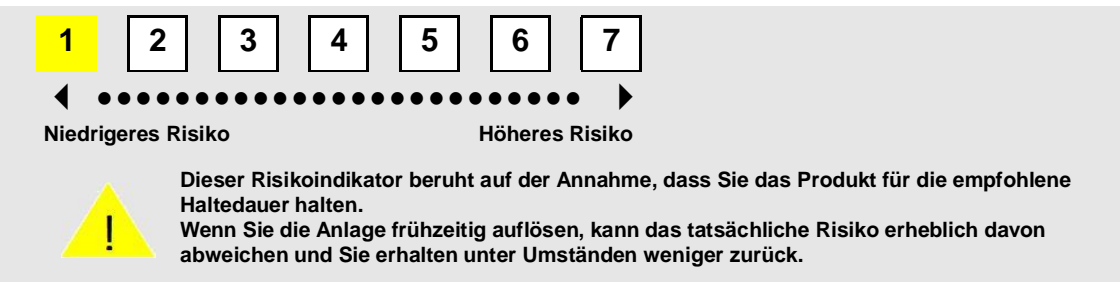 1 2 3 4 5 6 7
Niedrigeres Risiko Höheres Risiko
Dieser Risikoindikator beruht auf der Annahme, dass Sie das Produkt für die empfohlene
Haltedauer halten.
Wenn Sie die Anlage frühzeitig auflösen, kann das tatsächliche Risiko erheblich davon
abweichen und Sie erhalten unter Umständen weniger zurück.
!